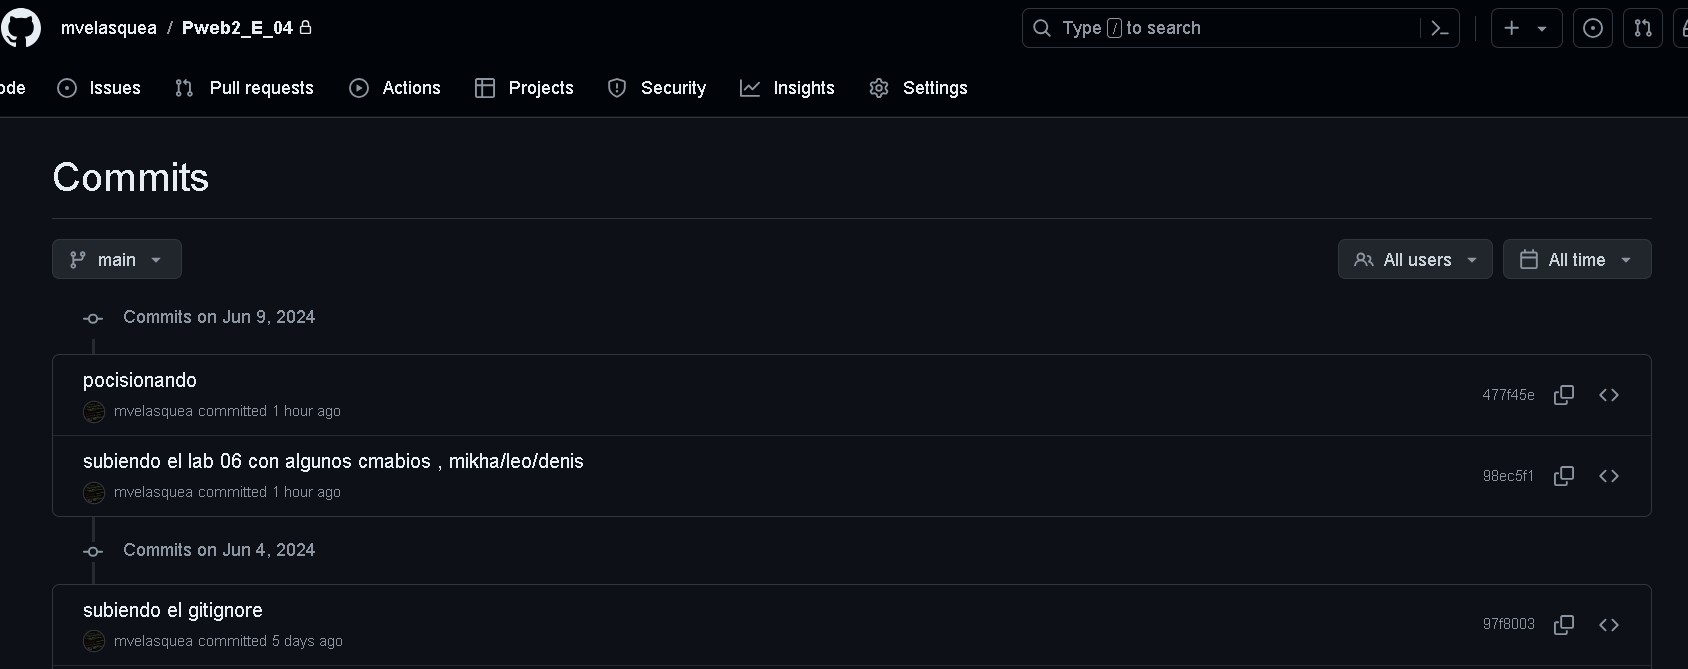 mvelasquea / Pweb2_E_04
Type / to search
ode Issues Pull requests Actions Projects Security Insights Settings
Commits
main All users All time
Commits on Jun 9, 2024
pocisionando
mvelasquea committed 1 hour ago 477f45e
subiendo el lab 06 con algunos cmabios , mikha/leo/denis
mvelasquea committed 1 hour ago 98ec5f1
Commits on Jun 4, 2024
subiendo el gitignore
mvelasquea committed 5 days ago 97f8003